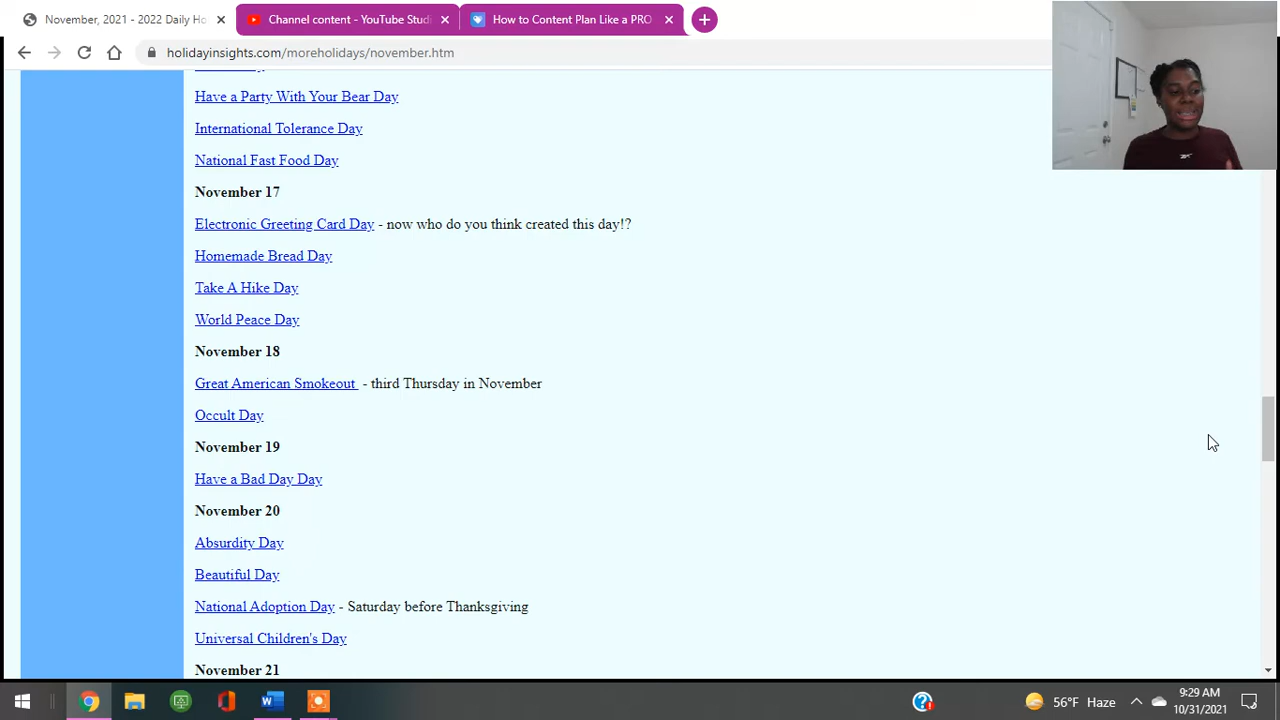 November, 2021 - 2022 Daily Ho
Channel content - YouTube Studi
How to Content Plan Like a PRO
holidayinsights.com/moreholidays/november.htm
Have a Party With Your Bear Day
International Tolerance Day
National Fast Food Day
November 17
Electronic Greeting Card Day - now who do you think created this day!?
Homemade Bread Day
Take A Hike Day
World Peace Day
November 18
Great American Smokeout - third Thursday in November
Occult Day
November 19
Have a Bad Day Day
November 20
Absurdity Day
Beautiful Day
National Adoption Day - Saturday before Thanksgiving
Universal Children's Day
November 21
56°F Haze
9:29 AM
10/31/2021